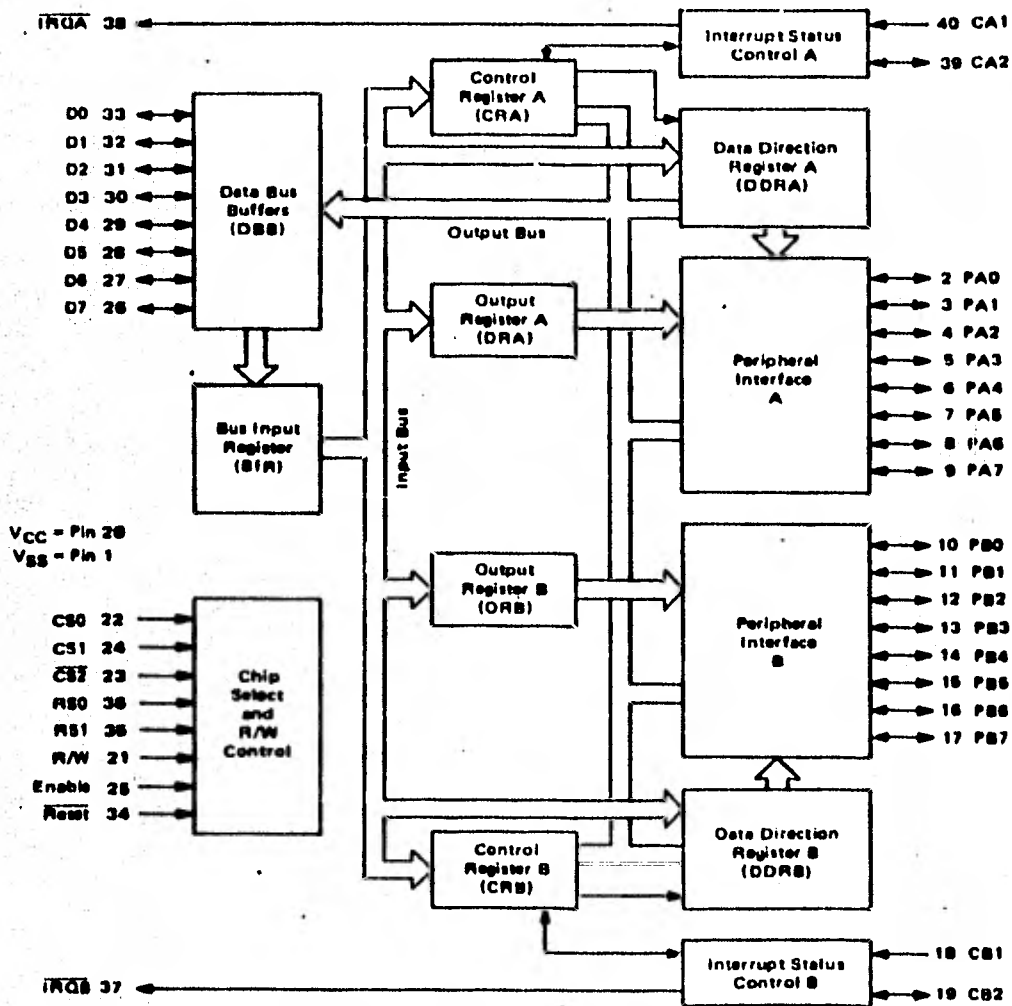 IRQA 38
Interrupt Status
Control A
40 CA1
39 CA2
Control
Register A
(CRA)
D0 33
D1 32
D2 31
D3 30
D4 29
D5 28
D6 27
D7 26
Data Bus
Buffers
(DBB)
Data Direction
Register A
(DDRA)
Output Bus
Output
Register A
(DRA)
2 PA0
3 PA1
4 PA2
5 PA3
6 PA4
7 PA5
8 PA6
9 PA7
Peripheral
Interface
A
Bus Input
Register
(BIR)
Input Bus
VCC = Pin 20
VSS = Pin 1
Output
Register B
(ORB)
10 PB0
11 PB1
12 PB2
13 PB3
14 PB4
15 PB5
16 PB6
17 PB7
Peripheral
Interface
B
CS0 22
CS1 24
CS2 23
RS0 36
RS1 35
R/W 21
Enable 25
Reset 34
Chip
Select
and
R/W
Control
Control
Register B
(CRB)
Data Direction
Register B
(DDRB)
Interrupt Status
Control B
18 CB1
19 CB2
IRQB 37